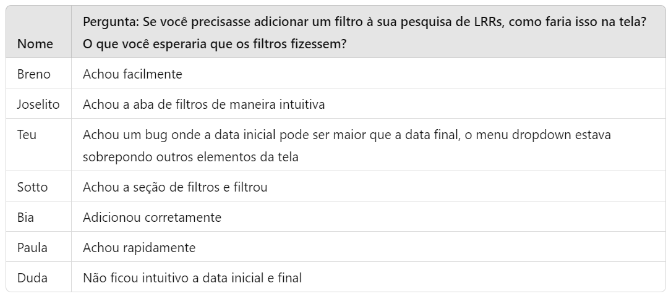 Nome
Pergunta: Se você precisasse adicionar um filtro à sua pesquisa de LRRs, como faria isso na tela?
O que você esperaria que os filtros fizessem?
Breno
Achou facilmente
Joselito
Achou a aba de filtros de maneira intuitiva
Teu
Achou um bug onde a data inicial pode ser maior que a data final, o menu dropdown estava
sobrepondo outros elementos da tela
Sotto
Achou a seção de filtros e filtrou
Bia
Adicionou corretamente
Paula
Achou rapidamente
Duda
Não ficou intuitivo a data inicial e final